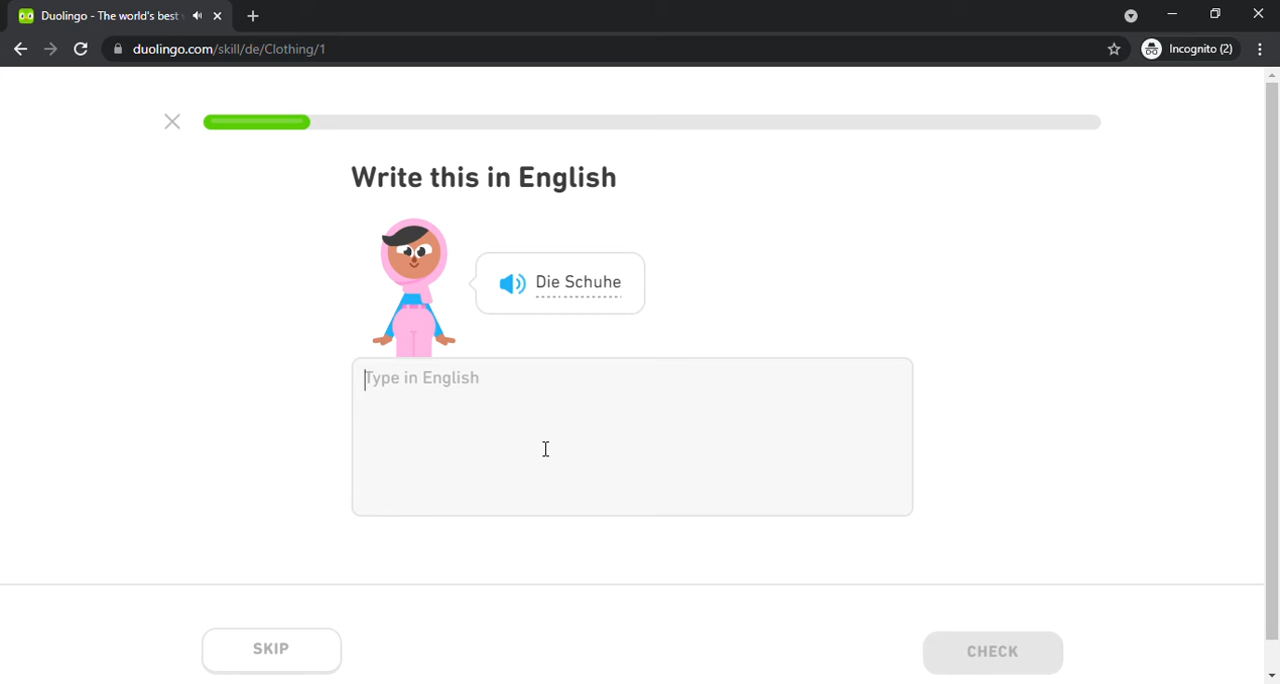 Duolingo - The world's best
duolingo.com/skill/de/Clothing/1
Incognito (2)
Write this in English
Die Schuhe
Type in English
SKIP
CHECK